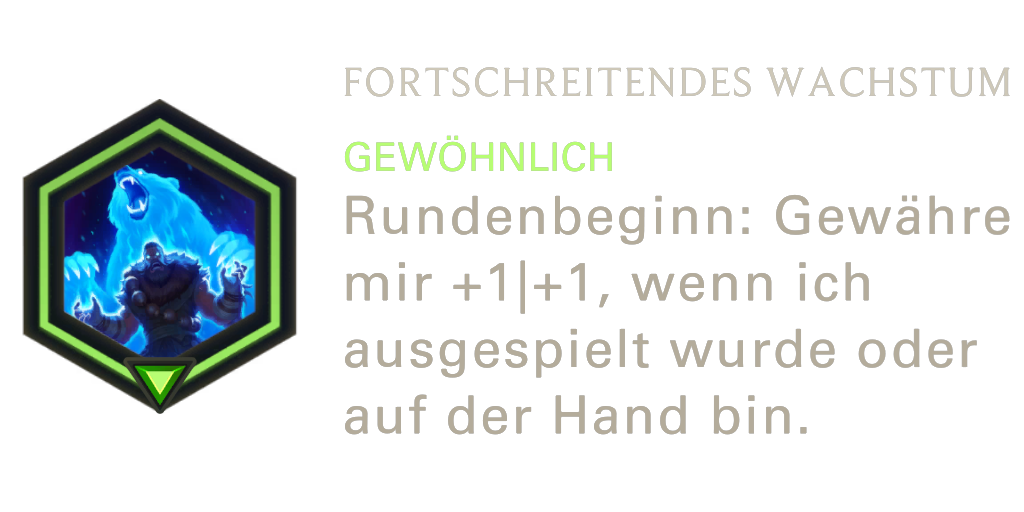 FORTSCHREITENDES WACHSTUM
GEWÖHNLICH
Rundenbeginn: Gewähre
mir +1|+1, wenn ich
ausgespielt wurde oder
auf der Hand bin.